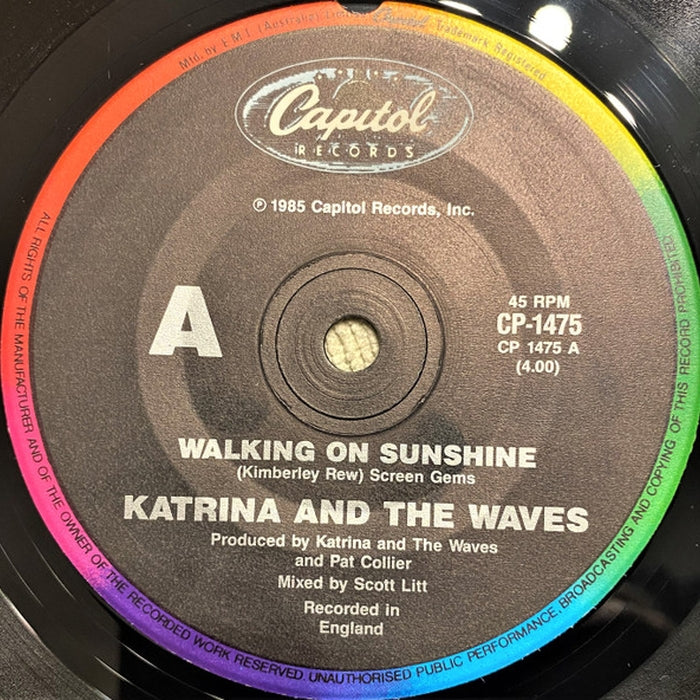 Mfd. by E.M.I. (Australia) Limited
Trademark Registered
Capitol
RECORDS
℗ 1985 Capitol Records, Inc.
A
45 RPM
CP-1475
CP 1475 A
(4.00)
WALKING ON SUNSHINE
(Kimberley Rew) Screen Gems
KATRINA AND THE WAVES
Produced by Katrina and The Waves
and Pat Collier
Mixed by Scott Litt
Recorded in
England
ALL RIGHTS OF THE MANUFACTURER AND OF THE OWNER OF THE RECORDED WORK RESERVED. UNAUTHORISED PUBLIC PERFORMANCE, BROADCASTING AND COPYING OF THIS RECORD PROHIBITED.